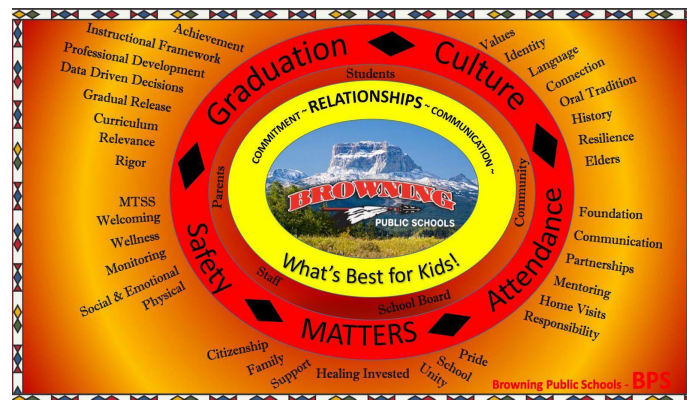 Achievement
Instructional Framework
Professional Development
Data Driven Decisions
Gradual Release
Curriculum
Relevance
Rigor
MTSS
Welcoming
Wellness
Monitoring
Social & Emotional
Physical
Graduation
Culture
Attendance
MATTERS
Safety
Students
Community
School Board
Staff
Parents
COMMITMENT ~ RELATIONSHIPS ~ COMMUNICATION ~
BROWNING
PUBLIC SCHOOLS
What's Best for Kids!
Values
Identity
Language
Connection
Oral Tradition
History
Resilience
Elders
Foundation
Communication
Partnerships
Mentoring
Home Visits
Responsibility
Citizenship
Family
Support
Healing Invested
Unity
School
Pride
Browning Public Schools - BPS